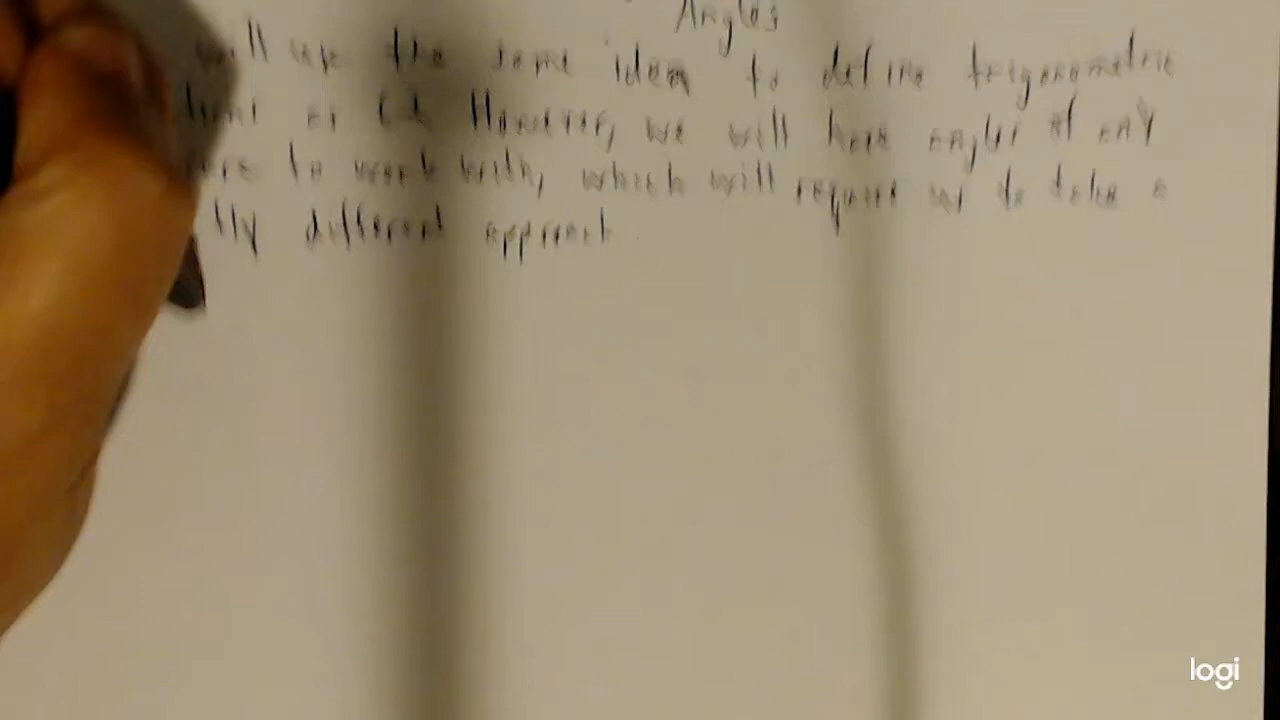 Angles
will use the same idea to define trigonometric
However, we will have angles of any
to work with, which will require us to take a
different approach
logi